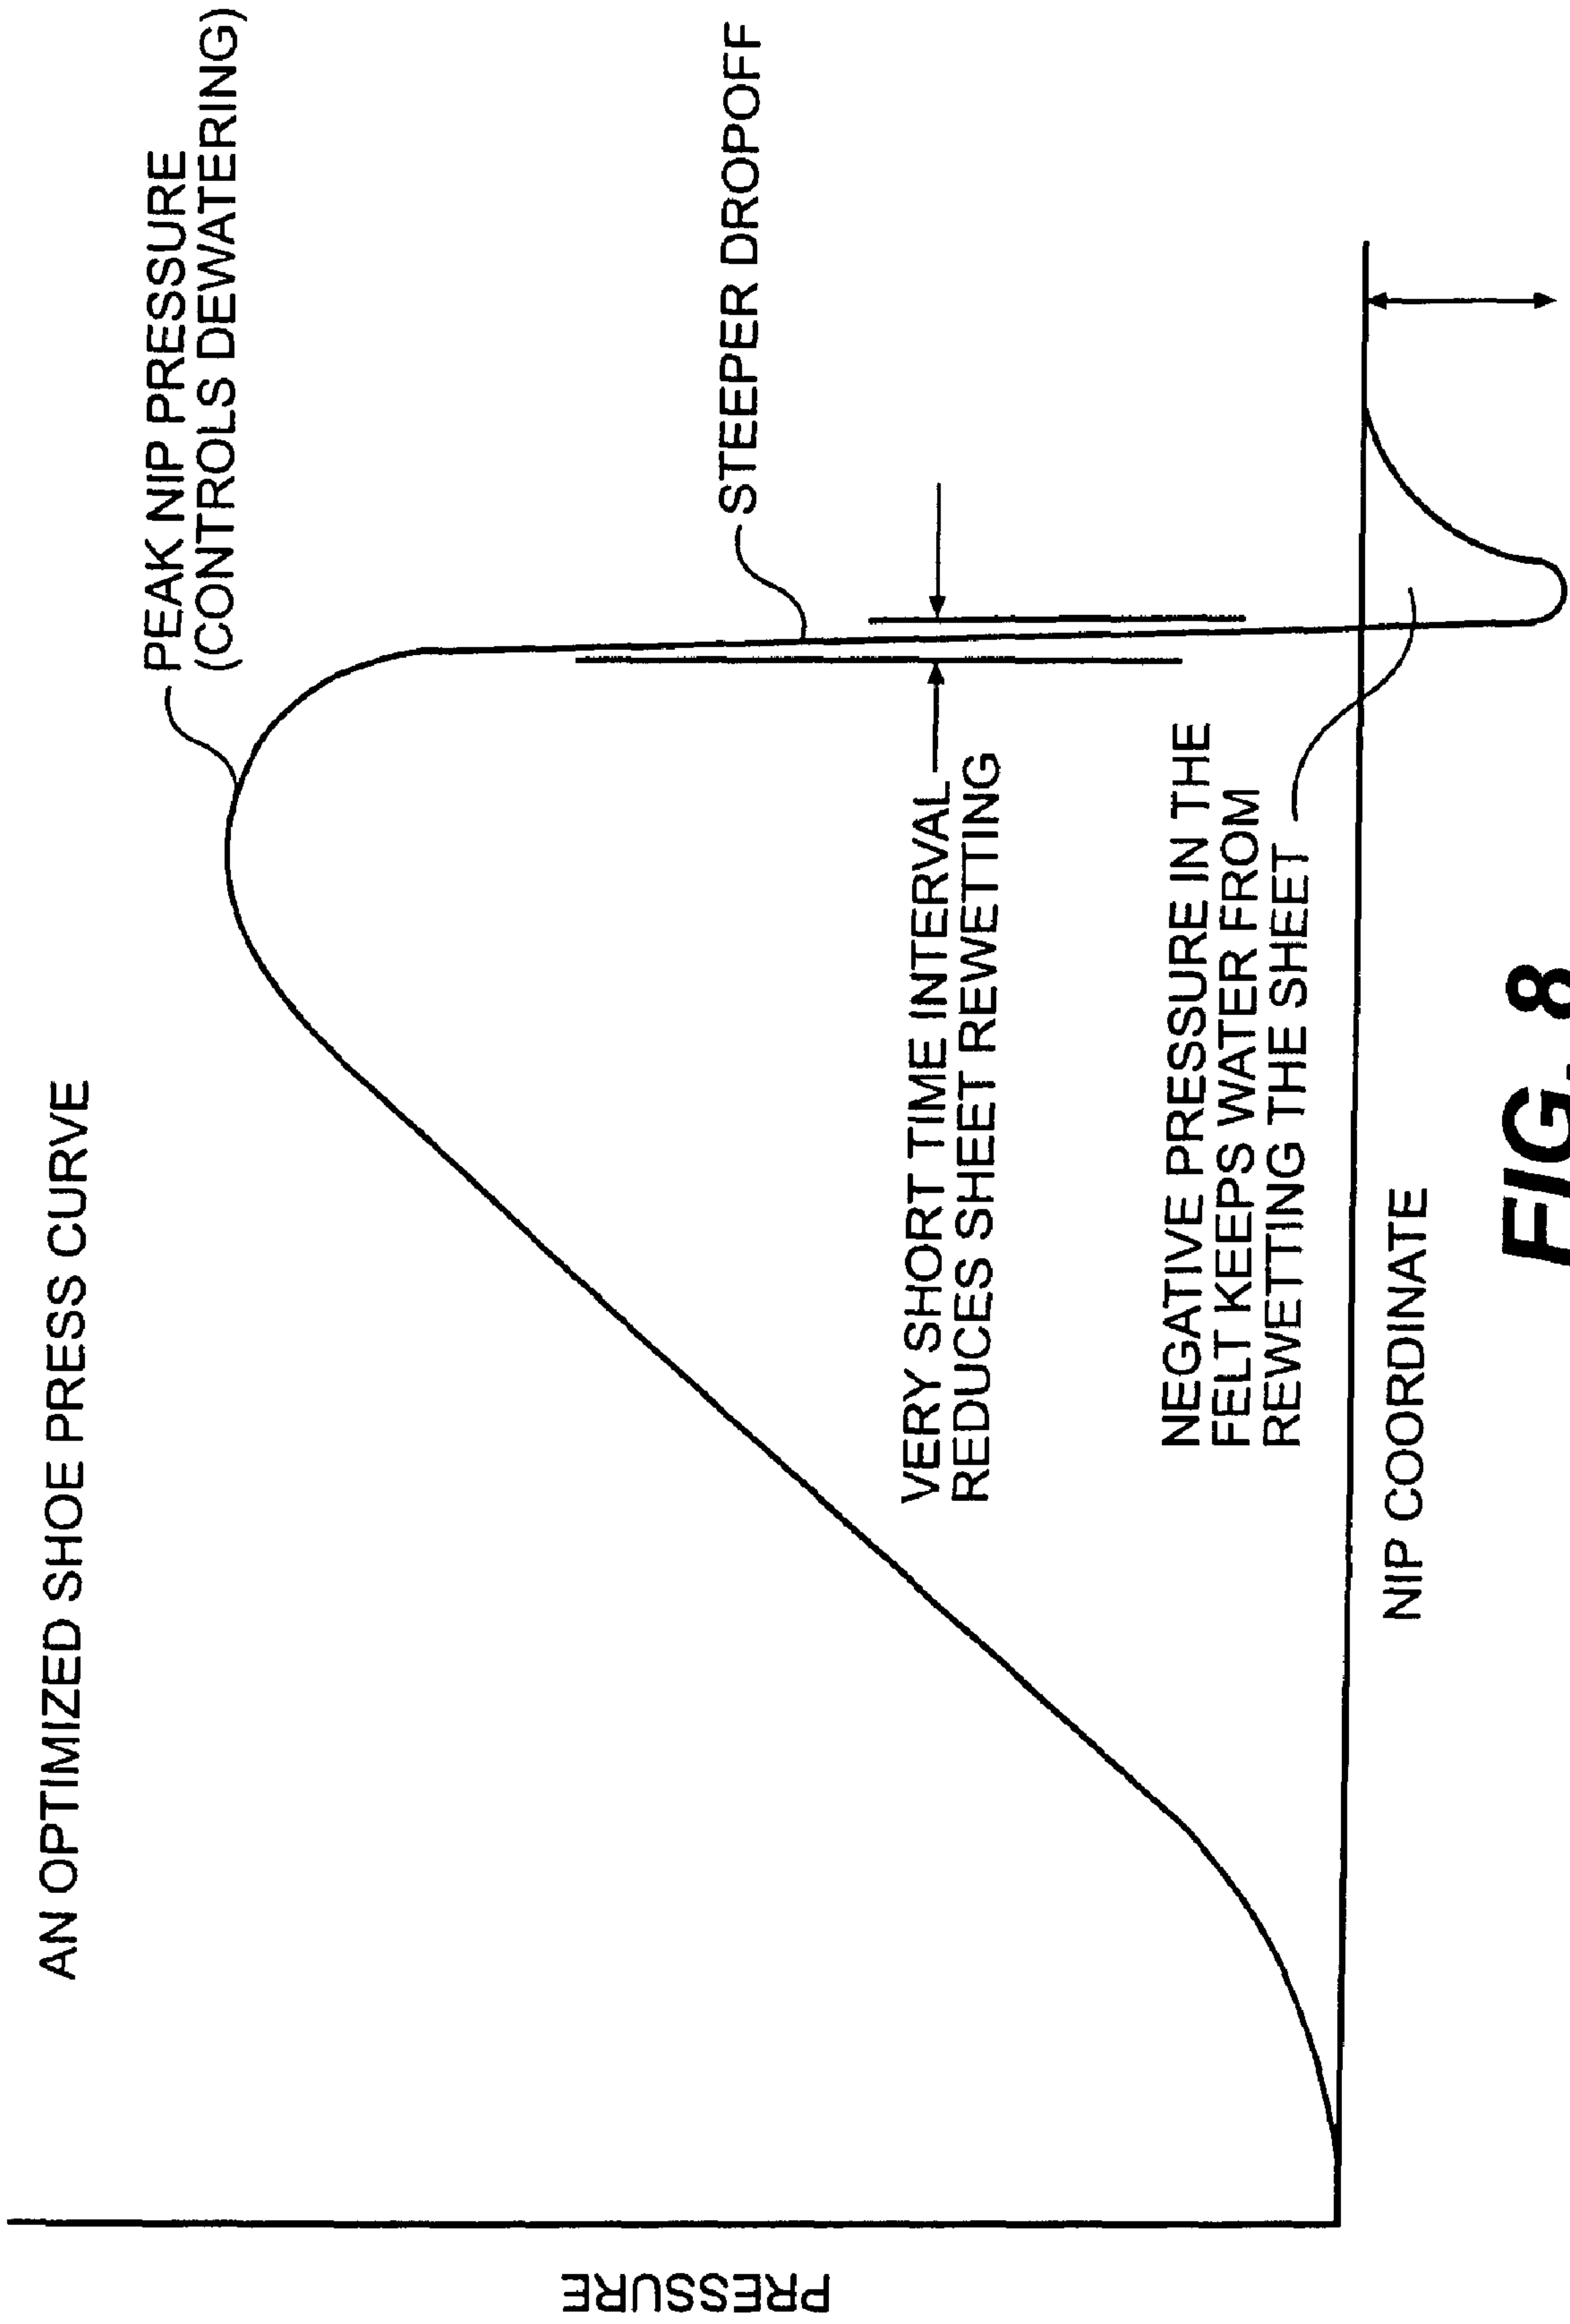 AN OPTIMIZED SHOE PRESS CURVE
PEAK NIP PRESSURE
(CONTROLS DEWATERING)
STEEPER DROPOFF
VERY SHORT TIME INTERVAL
REDUCES SHEET REWETTING
NEGATIVE PRESSURE IN THE
FELT KEEPS WATER FROM
REWETTING THE SHEET
PRESSURE
NIP COORDINATE
FIG. 8